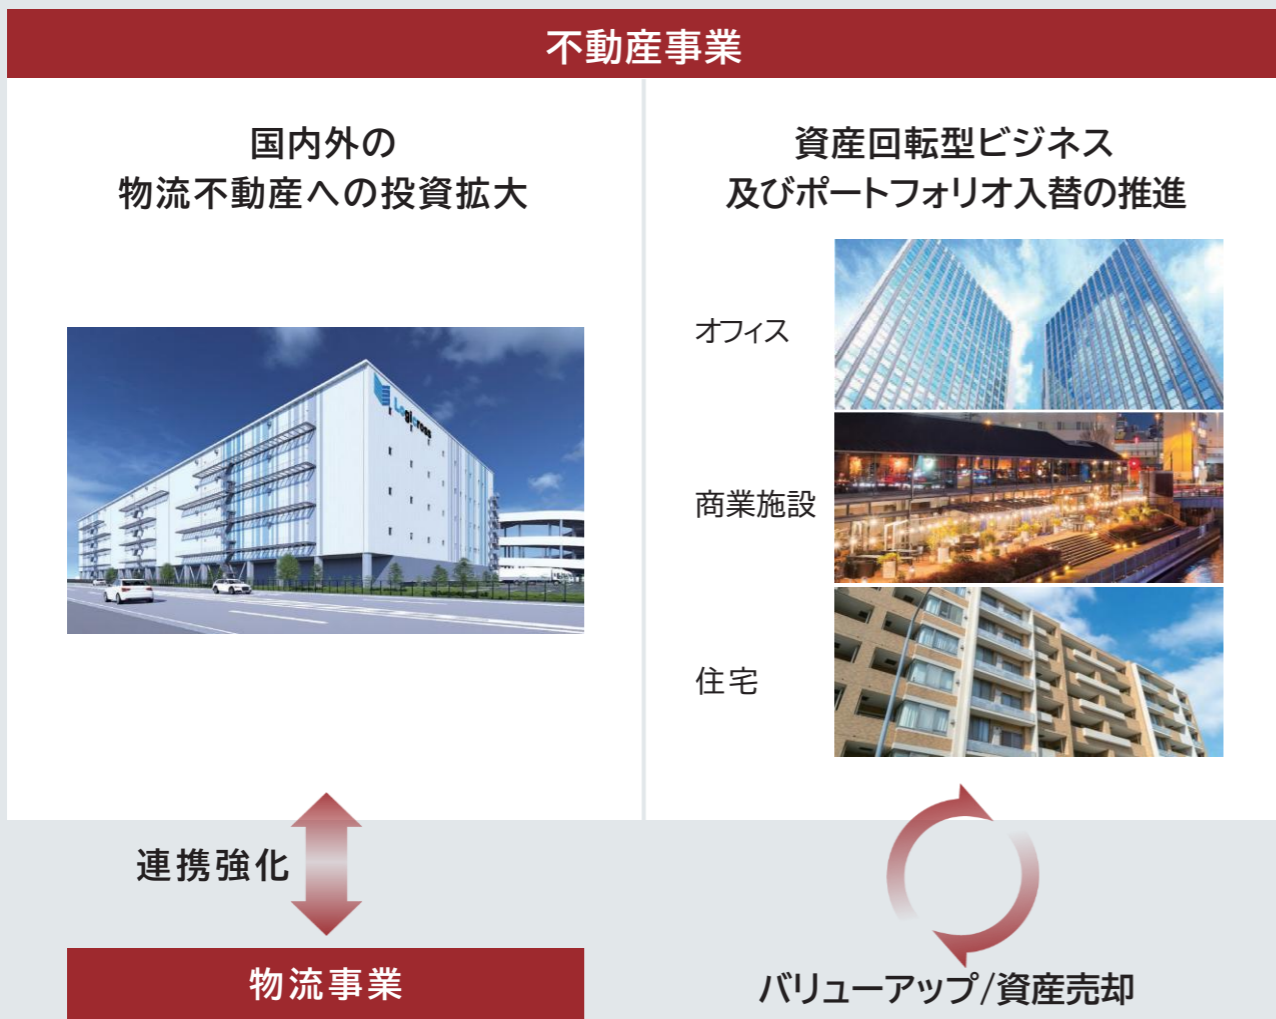 不動産事業
国内外の
物流不動産への投資拡大
Logicross
連携強化
物流事業
資産回転型ビジネス
及びポートフォリオ入替の推進
オフィス
商業施設
住宅
バリューアップ/資産売却